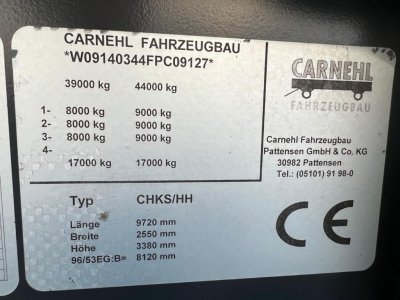 CARNEHL FAHRZEUGBAU
*W09140344FPC09127*
39000 kg 44000 kg
1- 8000 kg 9000 kg
2- 8000 kg 9000 kg
3- 8000 kg 9000 kg
4-
17000 kg 17000 kg
Typ CHKS/HH
Länge 9720 mm
Breite 2550 mm
Höhe 3380 mm
96/53EG:B= 8120 mm
CARNEHL
FAHRZEUGBAU
Carnehl Fahrzeugbau
Pattensen GmbH & Co, KG
30982 Pattensen
Tel.: (05101) 91 98-0
CE